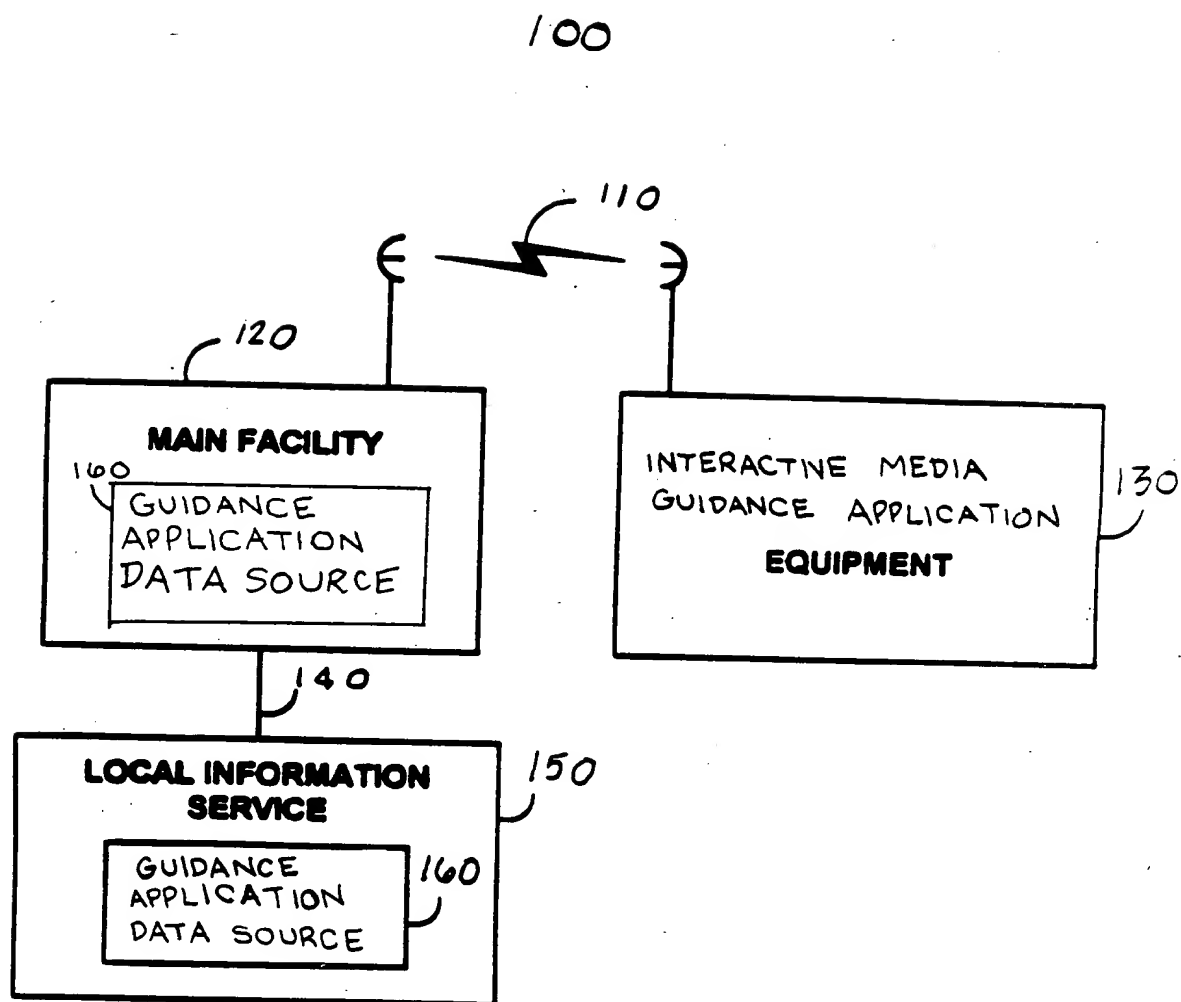 100
110
120
MAIN FACILITY
160
GUIDANCE
APPLICATION
DATA SOURCE
INTERACTIVE MEDIA
GUIDANCE APPLICATION
EQUIPMENT
130
140
LOCAL INFORMATION
SERVICE
150
GUIDANCE
APPLICATION
DATA SOURCE
160